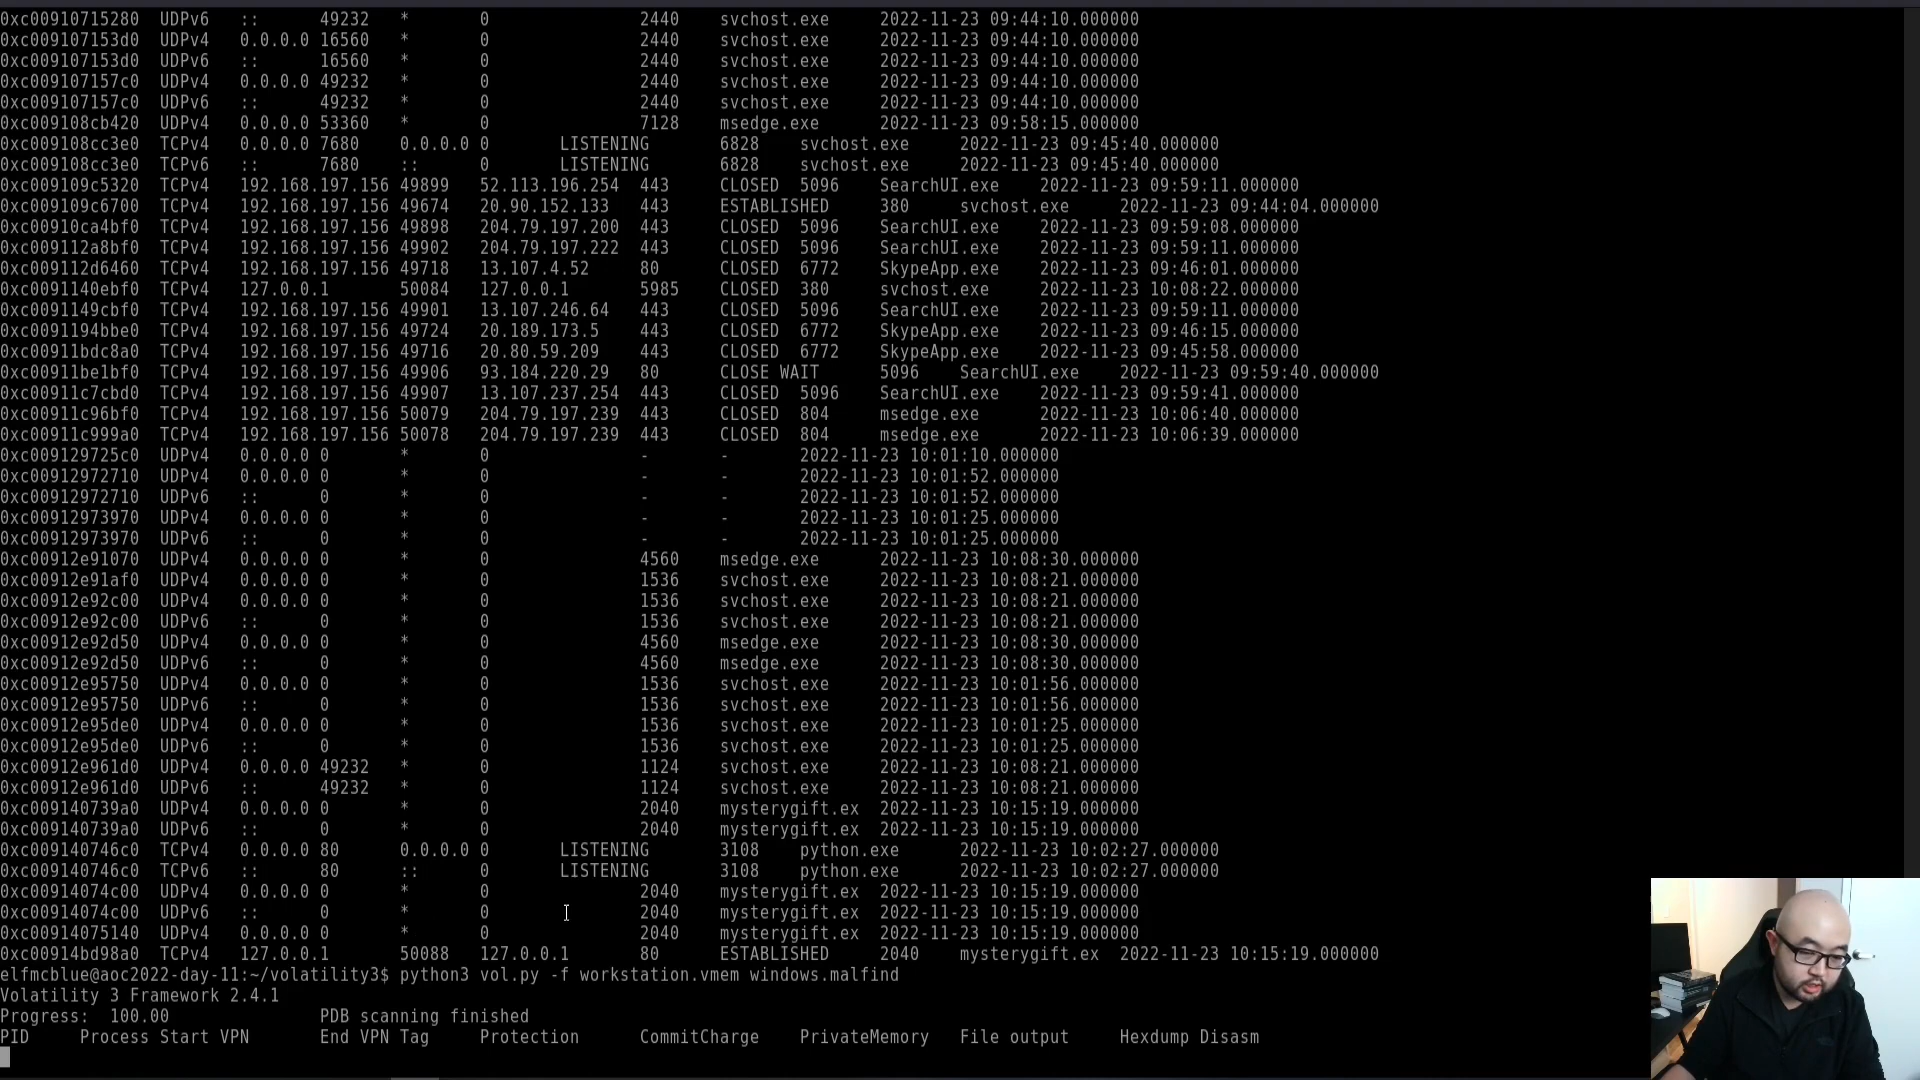 0xc00910715280 UDPv6 :: 49232 * 0 2440 svchost.exe 2022-11-23 09:44:10.000000
0xc009107153d0 UDPv4 0.0.0.0 16560 * 0 2440 svchost.exe 2022-11-23 09:44:10.000000
0xc009107153d0 UDPv6 :: 16560 * 0 2440 svchost.exe 2022-11-23 09:44:10.000000
0xc009107157c0 UDPv4 0.0.0.0 49232 * 0 2440 svchost.exe 2022-11-23 09:44:10.000000
0xc009107157c0 UDPv6 :: 49232 * 0 2440 svchost.exe 2022-11-23 09:44:10.000000
0xc009108cb420 UDPv4 0.0.0.0 53360 * 0 7128 msedge.exe 2022-11-23 09:58:15.000000
0xc009108cc3e0 TCPv4 0.0.0.0 7680 0.0.0.0 0 LISTENING 6828 svchost.exe 2022-11-23 09:45:40.000000
0xc009108cc3e0 TCPv6 :: 7680 :: 0 LISTENING 6828 svchost.exe 2022-11-23 09:45:40.000000
0xc009109c5320 TCPv4 192.168.197.156 49899 52.113.196.254 443 CLOSED 5096 SearchUI.exe 2022-11-23 09:59:11.000000
0xc009109c6700 TCPv4 192.168.197.156 49674 20.90.152.133 443 ESTABLISHED 380 svchost.exe 2022-11-23 09:44:04.000000
0xc00910ca4bf0 TCPv4 192.168.197.156 49898 204.79.197.200 443 CLOSED 5096 SearchUI.exe 2022-11-23 09:59:08.000000
0xc009112a8bf0 TCPv4 192.168.197.156 49902 204.79.197.222 443 CLOSED 5096 SearchUI.exe 2022-11-23 09:59:11.000000
0xc009112d6460 TCPv4 192.168.197.156 49718 13.107.4.52 80 CLOSED 6772 SkypeApp.exe 2022-11-23 09:46:01.000000
0xc0091140ebf0 TCPv4 127.0.0.1 50084 127.0.0.1 5985 CLOSED 380 svchost.exe 2022-11-23 10:08:22.000000
0xc0091149cbf0 TCPv4 192.168.197.156 49901 13.107.246.64 443 CLOSED 5096 SearchUI.exe 2022-11-23 09:59:11.000000
0xc0091194bbe0 TCPv4 192.168.197.156 49724 20.189.173.5 443 CLOSED 6772 SkypeApp.exe 2022-11-23 09:46:15.000000
0xc00911bdc8a0 TCPv4 192.168.197.156 49716 20.80.59.209 443 CLOSED 6772 SkypeApp.exe 2022-11-23 09:45:58.000000
0xc00911be1bf0 TCPv4 192.168.197.156 49906 93.184.220.29 80 CLOSE WAIT 5096 SearchUI.exe 2022-11-23 09:59:40.000000
0xc00911c7cbd0 TCPv4 192.168.197.156 49907 13.107.237.254 443 CLOSED 5096 SearchUI.exe 2022-11-23 09:59:41.000000
0xc00911c96bf0 TCPv4 192.168.197.156 50079 204.79.197.239 443 CLOSED 804 msedge.exe 2022-11-23 10:06:40.000000
0xc00911c999a0 TCPv4 192.168.197.156 50078 204.79.197.239 443 CLOSED 804 msedge.exe 2022-11-23 10:06:39.000000
0xc009129725c0 UDPv4 0.0.0.0 0 * 0 - - 2022-11-23 10:01:10.000000
0xc00912972710 UDPv4 0.0.0.0 0 * 0 - - 2022-11-23 10:01:52.000000
0xc00912972710 UDPv6 :: 0 * 0 - - 2022-11-23 10:01:52.000000
0xc00912973970 UDPv4 0.0.0.0 0 * 0 - - 2022-11-23 10:01:25.000000
0xc00912973970 UDPv6 :: 0 * 0 - - 2022-11-23 10:01:25.000000
0xc00912e91070 UDPv4 0.0.0.0 0 * 0 4560 msedge.exe 2022-11-23 10:08:30.000000
0xc00912e91af0 UDPv4 0.0.0.0 0 * 0 1536 svchost.exe 2022-11-23 10:08:21.000000
0xc00912e92c00 UDPv4 0.0.0.0 0 * 0 1536 svchost.exe 2022-11-23 10:08:21.000000
0xc00912e92c00 UDPv6 :: 0 * 0 1536 svchost.exe 2022-11-23 10:08:21.000000
0xc00912e92d50 UDPv4 0.0.0.0 0 * 0 4560 msedge.exe 2022-11-23 10:08:30.000000
0xc00912e92d50 UDPv6 :: 0 * 0 4560 msedge.exe 2022-11-23 10:08:30.000000
0xc00912e95750 UDPv4 0.0.0.0 0 * 0 1536 svchost.exe 2022-11-23 10:01:56.000000
0xc00912e95750 UDPv6 :: 0 * 0 1536 svchost.exe 2022-11-23 10:01:56.000000
0xc00912e95de0 UDPv4 0.0.0.0 0 * 0 1536 svchost.exe 2022-11-23 10:01:25.000000
0xc00912e95de0 UDPv6 :: 0 * 0 1536 svchost.exe 2022-11-23 10:01:25.000000
0xc00912e961d0 UDPv4 0.0.0.0 49232 * 0 1124 svchost.exe 2022-11-23 10:08:21.000000
0xc00912e961d0 UDPv6 :: 49232 * 0 1124 svchost.exe 2022-11-23 10:08:21.000000
0xc009140739a0 UDPv4 0.0.0.0 0 * 0 2040 mysterygift.ex 2022-11-23 10:15:19.000000
0xc009140739a0 UDPv6 :: 0 * 0 2040 mysterygift.ex 2022-11-23 10:15:19.000000
0xc009140746c0 TCPv4 0.0.0.0 80 0.0.0.0 0 LISTENING 3108 python.exe 2022-11-23 10:02:27.000000
0xc009140746c0 TCPv6 :: 80 :: 0 LISTENING 3108 python.exe 2022-11-23 10:02:27.000000
0xc00914074c00 UDPv4 0.0.0.0 0 * 0 2040 mysterygift.ex 2022-11-23 10:15:19.000000
0xc00914074c00 UDPv6 :: 0 * 0 2040 mysterygift.ex 2022-11-23 10:15:19.000000
0xc00914075140 UDPv4 0.0.0.0 0 * 0 2040 mysterygift.ex 2022-11-23 10:15:19.000000
0xc00914bd98a0 TCPv4 127.0.0.1 50088 127.0.0.1 80 ESTABLISHED 2040 mysterygift.ex 2022-11-23 10:15:19.000000
elfmcblue@aoc2022-day-11:~/volatility3$ python3 vol.py -f workstation.vmem windows.malfind
Volatility 3 Framework 2.4.1
Progress: 100.00 PDB scanning finished
PID Process Start VPN End VPN Tag Protection CommitCharge PrivateMemory File output Hexdump Disasm